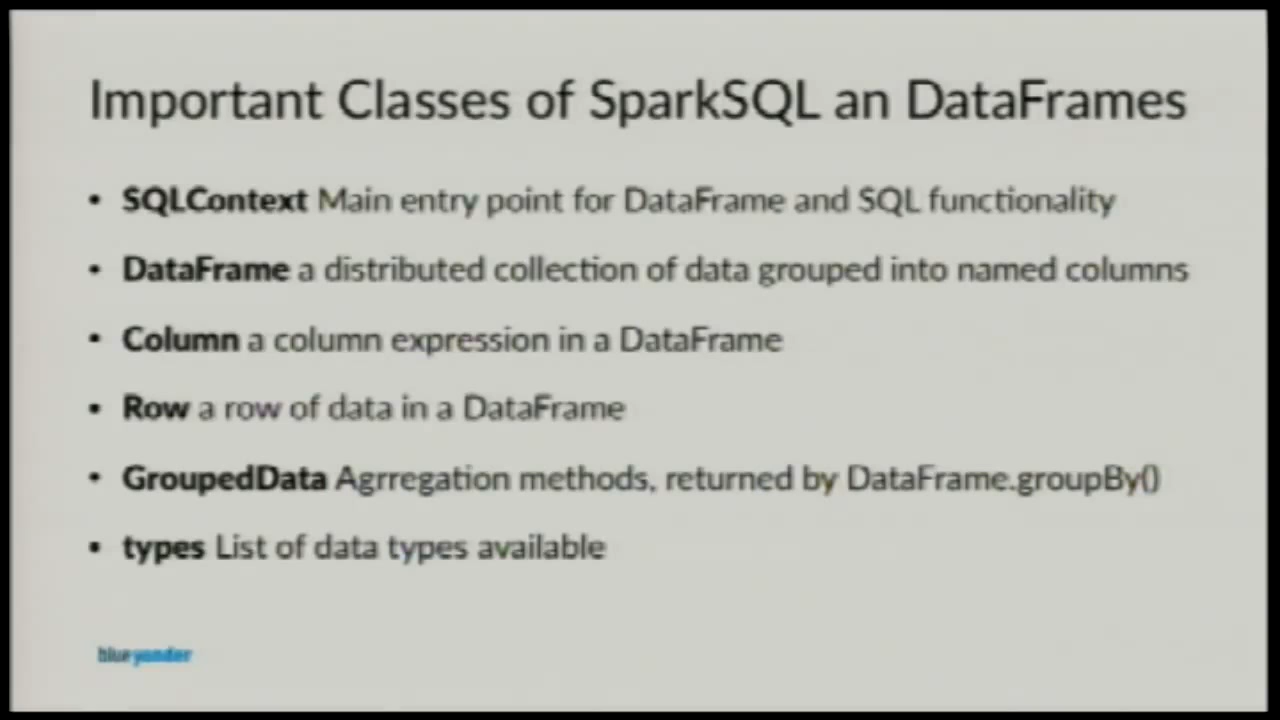 Important Classes of SparkSQL an DataFrames
• SQLContext Main entry point for DataFrame and SQL functionality
• DataFrame a distributed collection of data grouped into named columns
• Column a column expression in a DataFrame
• Row a row of data in a DataFrame
• GroupedData Agrregation methods, returned by DataFrame.groupBy()
• types List of data types available
blueyonder